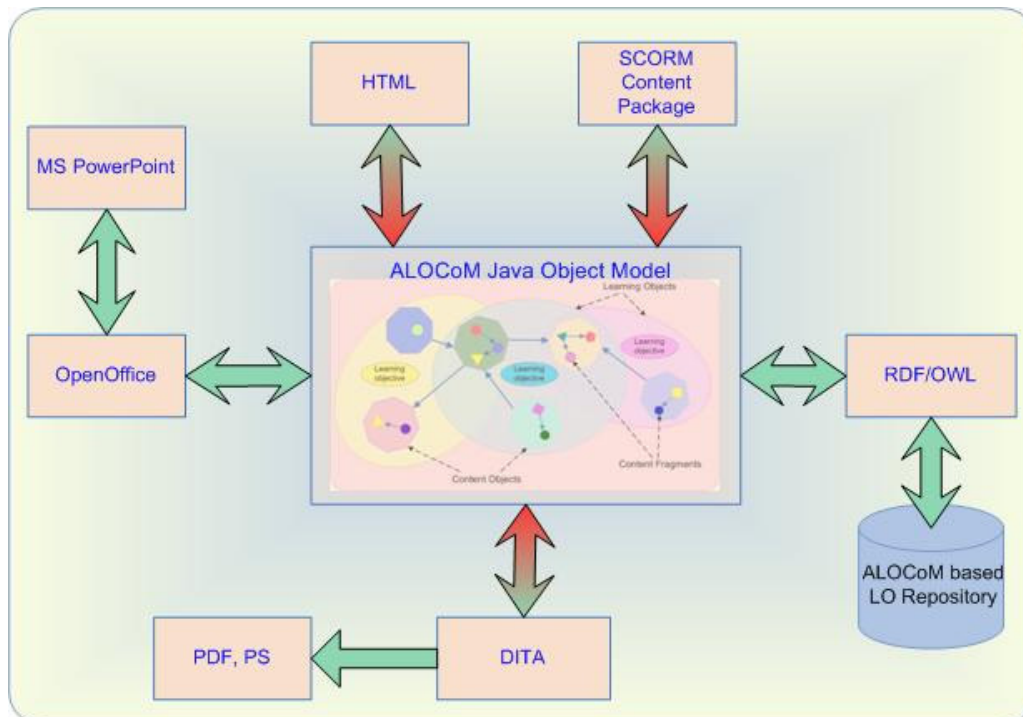 HTML
SCORM
Content
Package
MS PowerPoint
ALOCoM Java Object Model
Learning Objects
Learning
objective
Learning
objective
Learning
objective
OpenOffice
RDF/OWL
Content Objects
Content Fragments
ALOCoM based
LO Repository
PDF, PS
DITA